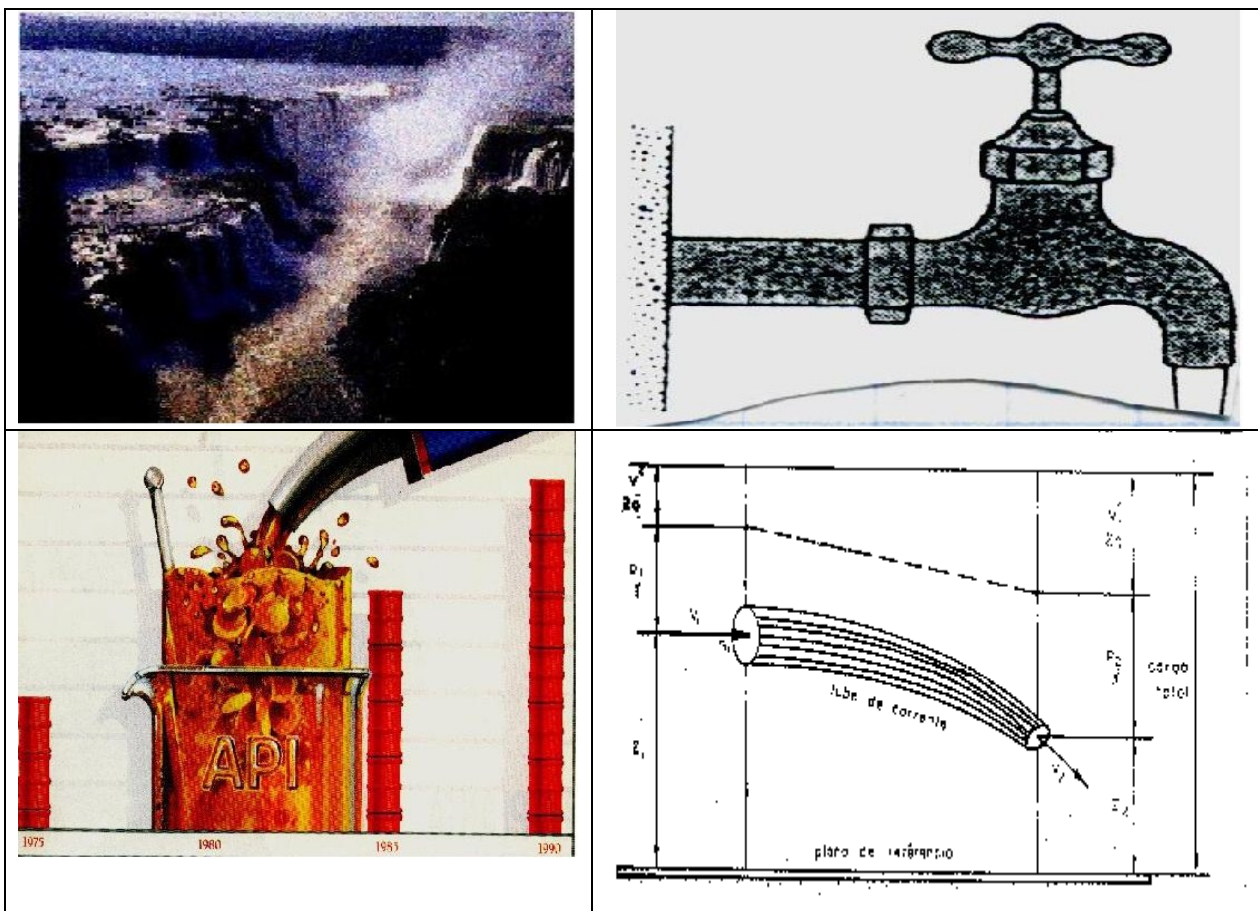 API
1975
1980
1985
1990
V₁
tubo de corrente
V₂
carga
total
Z₁
Z₂
plano de referência